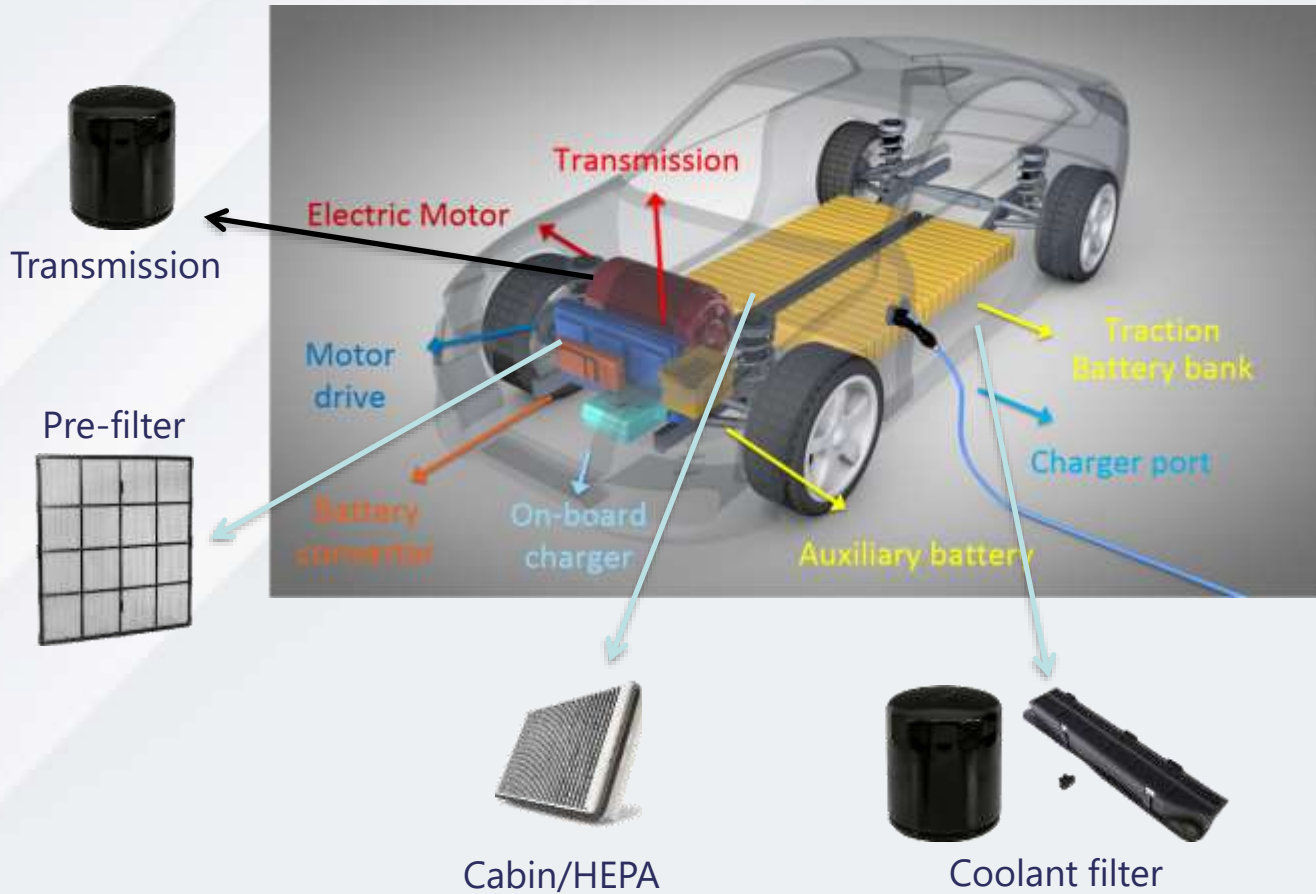 Transmission
Electric Motor
Transmission
Motor
drive
Traction
Battery bank
Pre-filter
Charger port
Battery
converter
On-board
charger
Auxiliary battery
Cabin/HEPA
Coolant filter